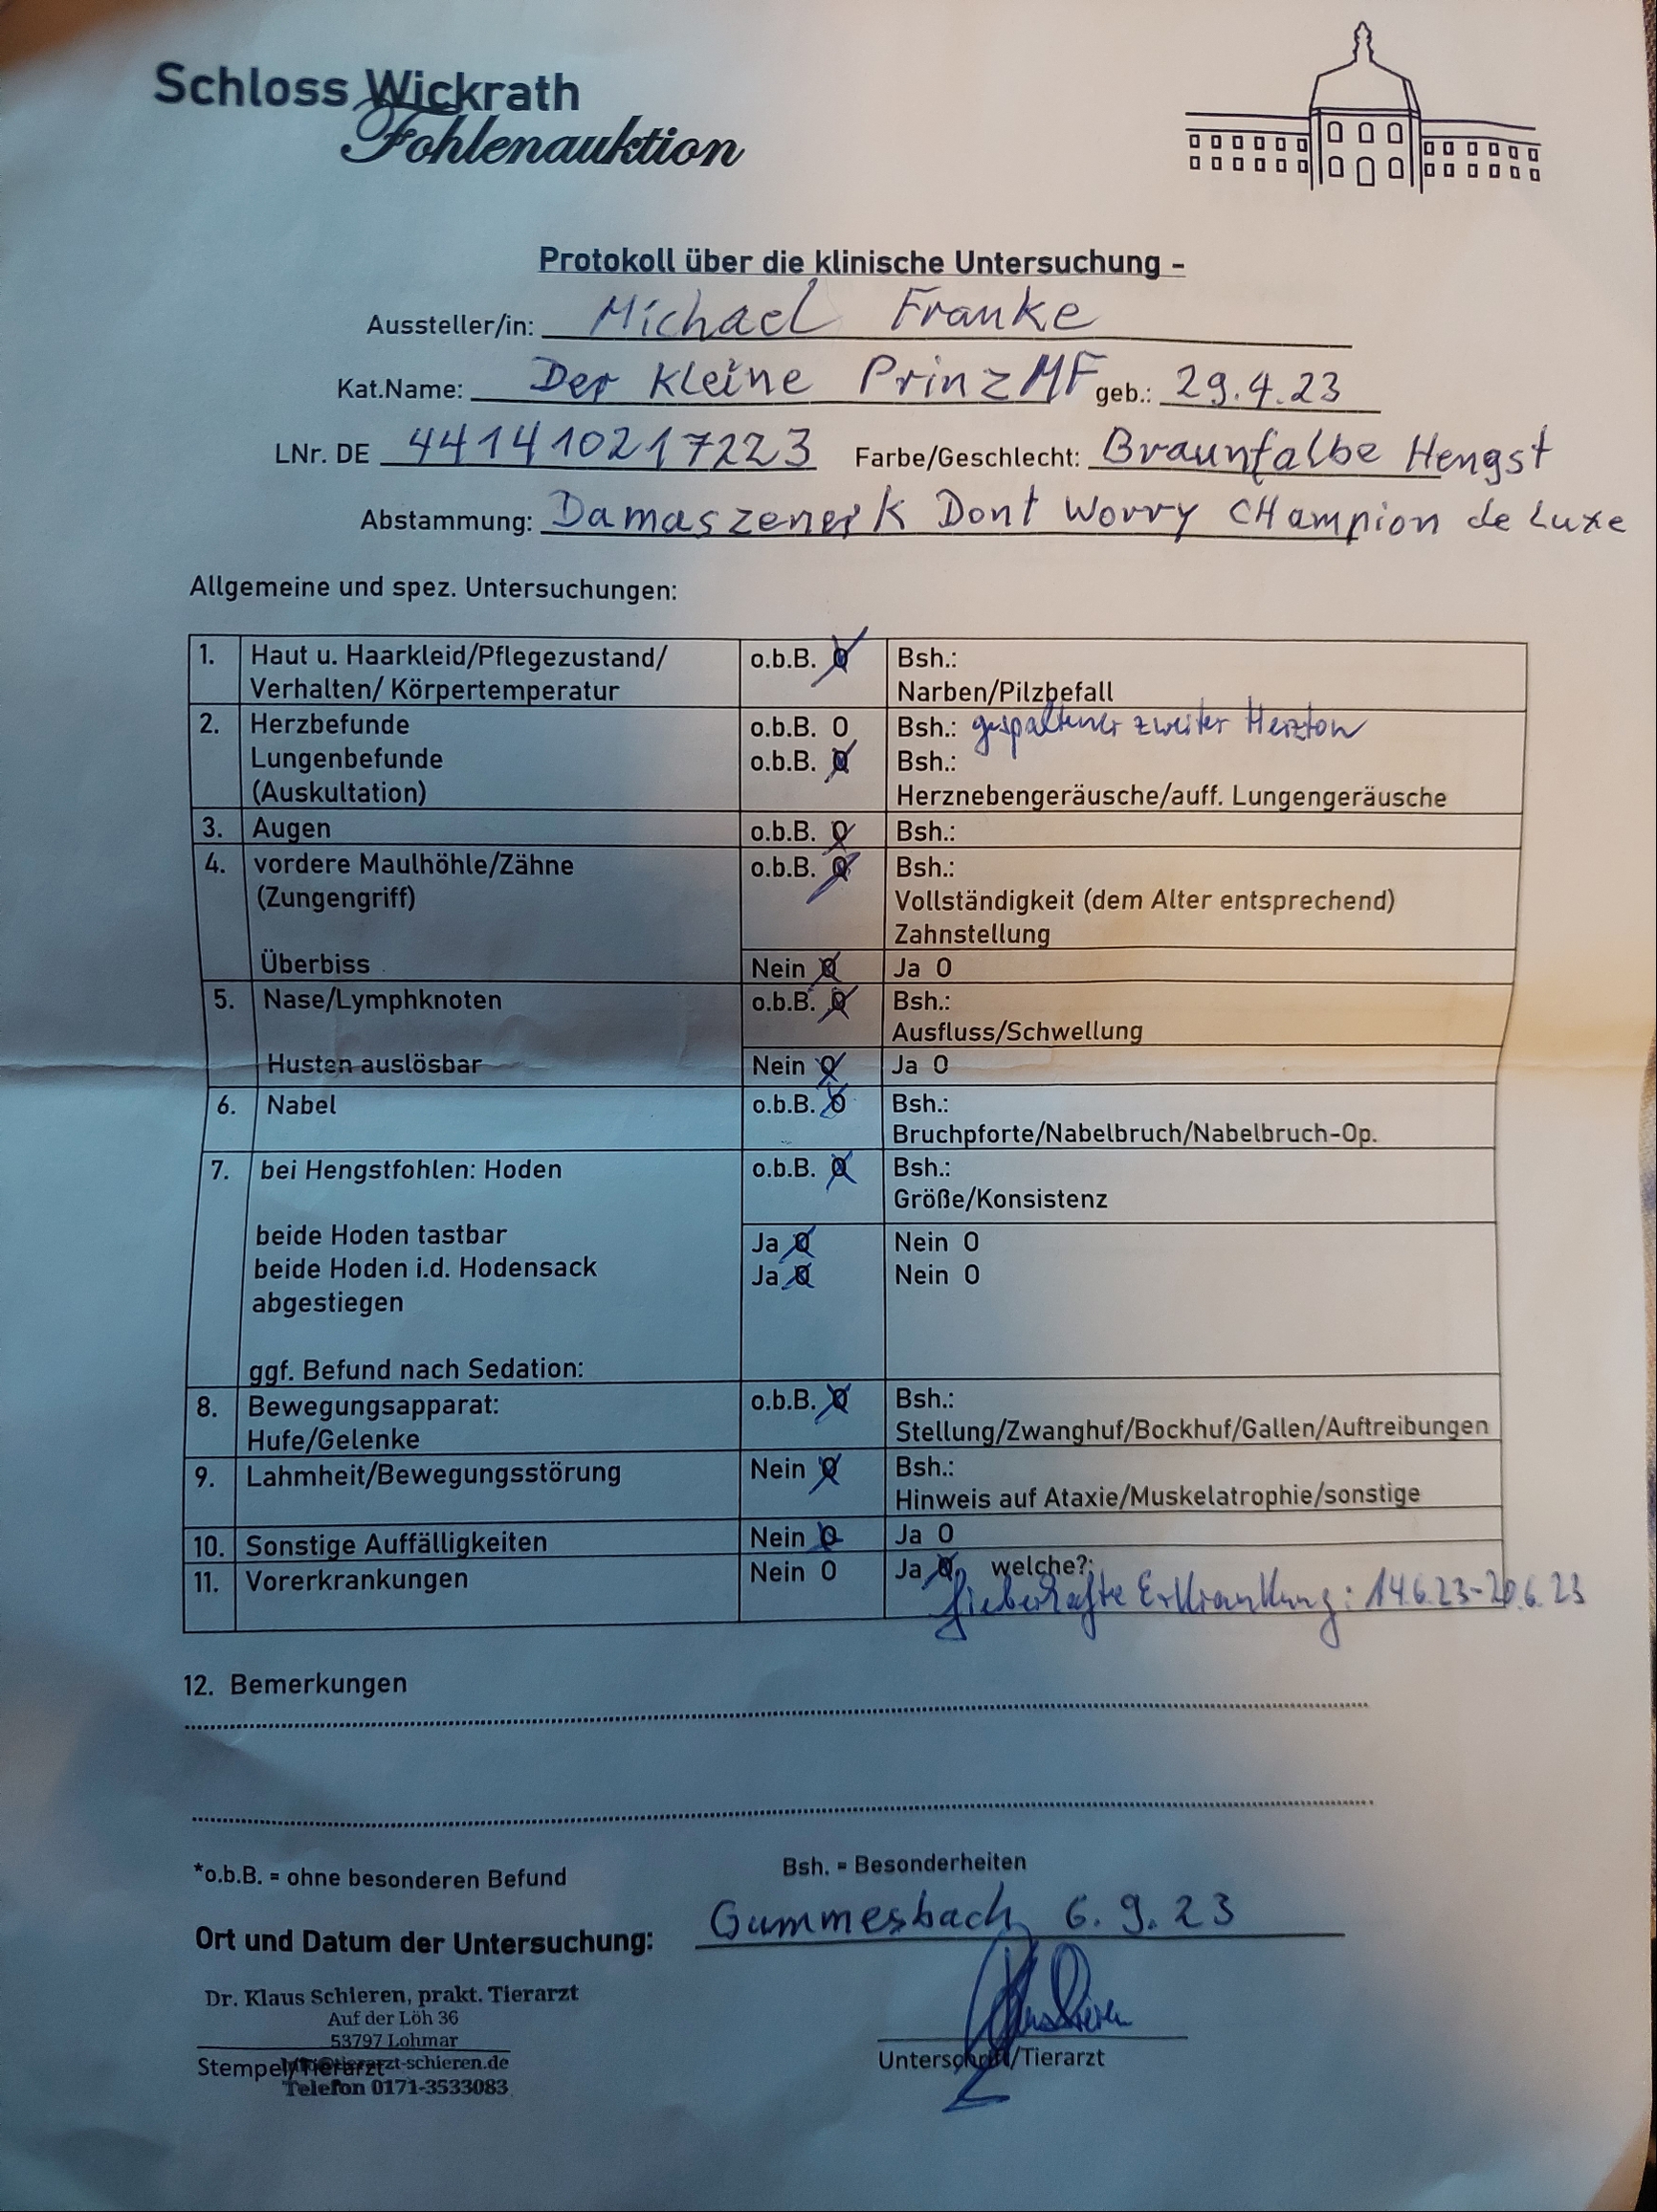 Schloss Wickrath
Fohlenauktion
Protokoll über die klinische Untersuchung -
Aussteller/in: Michael Franke
Kat.Name: Der Kleine Prinz MF geb.: 29.4.23
LNr. DE 441410217223 Farbe/Geschlecht: Braunfalbe Hengst
Abstammung: Damaszener K Dont Worry CHampion de Luxe
Allgemeine und spez. Untersuchungen:
1. Haut u. Haarkleid/Pflegezustand/ o.b.B. 0 Bsh.:
Verhalten/ Körpertemperatur Narben/Pilzbefall
2. Herzbefunde o.b.B. 0 Bsh.: gespaltener zweiter Herzton
Lungenbefunde o.b.B. 0 Bsh.:
(Auskultation) Herznebengeräusche/auff. Lungengeräusche
3. Augen o.b.B. 0 Bsh.:
4. vordere Maulhöhle/Zähne o.b.B. 0 Bsh.:
(Zungengriff) Vollständigkeit (dem Alter entsprechend)
Zahnstellung
Überbiss Nein 0 Ja 0
5. Nase/Lymphknoten o.b.B. 0 Bsh.:
Ausfluss/Schwellung
Husten auslösbar Nein 0 Ja 0
6. Nabel o.b.B. 0 Bsh.:
Bruchpforte/Nabelbruch/Nabelbruch-Op.
7. bei Hengstfohlen: Hoden o.b.B. 0 Bsh.:
Größe/Konsistenz
beide Hoden tastbar Ja 0 Nein 0
beide Hoden i.d. Hodensack Ja 0 Nein 0
abgestiegen
ggf. Befund nach Sedation:
8. Bewegungsapparat: o.b.B. 0 Bsh.:
Hufe/Gelenke Stellung/Zwanghuf/Bockhuf/Gallen/Auftreibungen
9. Lahmheit/Bewegungsstörung Nein 0 Bsh.:
Hinweis auf Ataxie/Muskelatrophie/sonstige
10. Sonstige Auffälligkeiten Nein 0 Ja 0
11. Vorerkrankungen Nein 0 Ja 0 welche?:
fieberhafte Erkrankung: 14.6.23-20.6.23
12. Bemerkungen
*o.b.B. = ohne besonderen Befund Bsh. = Besonderheiten
Ort und Datum der Untersuchung: Gummesbach 6.9.23
Dr. Klaus Schieren, prakt. Tierarzt
Auf der Löh 36
53797 Lohmar
Stempel/Tierarzt
info@tierarzt-schieren.de
Telefon 0171-3533083
Unterschrift/Tierarzt